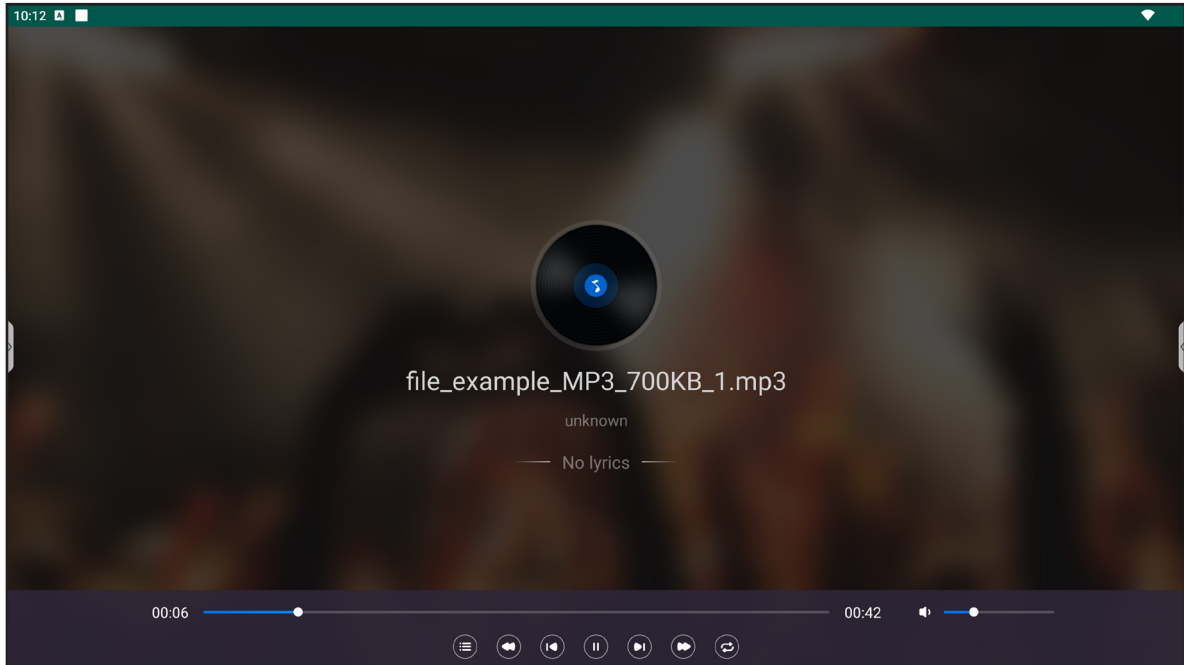 10:12 A
file_example_MP3_700KB_1.mp3
unknown
No lyrics
00:06 00:42